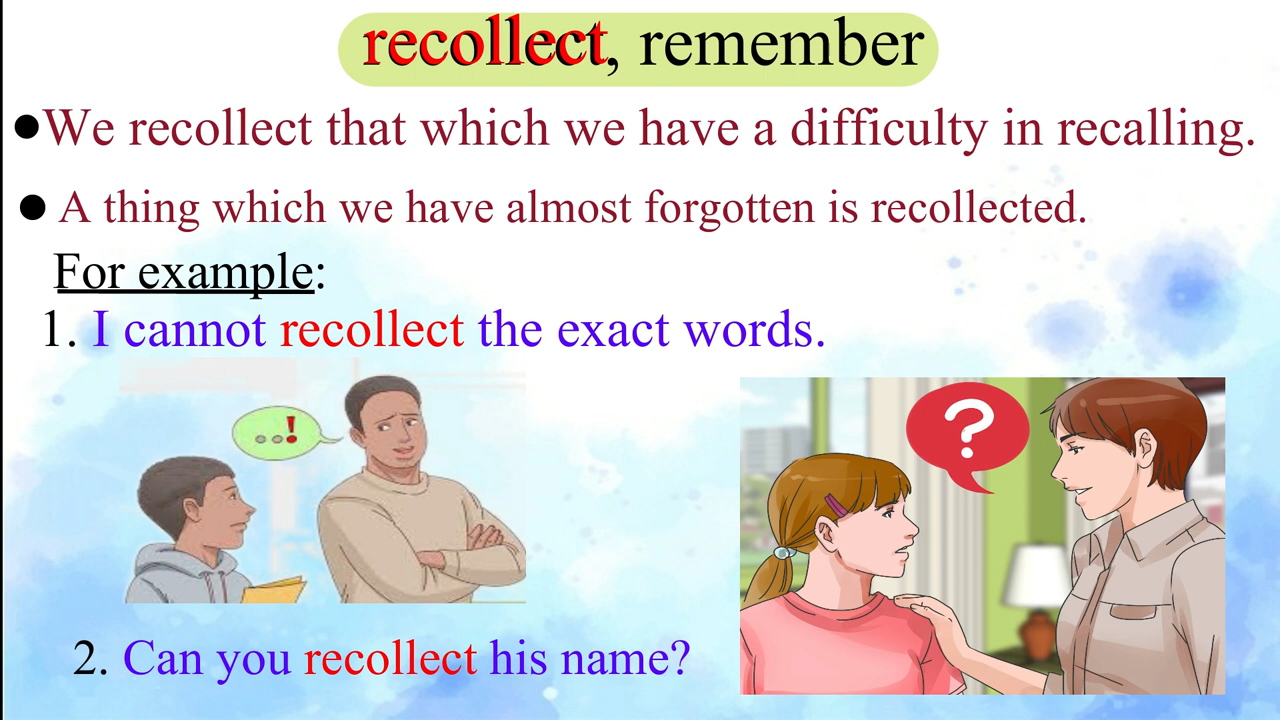 recollect, remember
●We recollect that which we have a difficulty in recalling.
● A thing which we have almost forgotten is recollected.
For example:
1. I cannot recollect the exact words.
..!
?
2. Can you recollect his name?